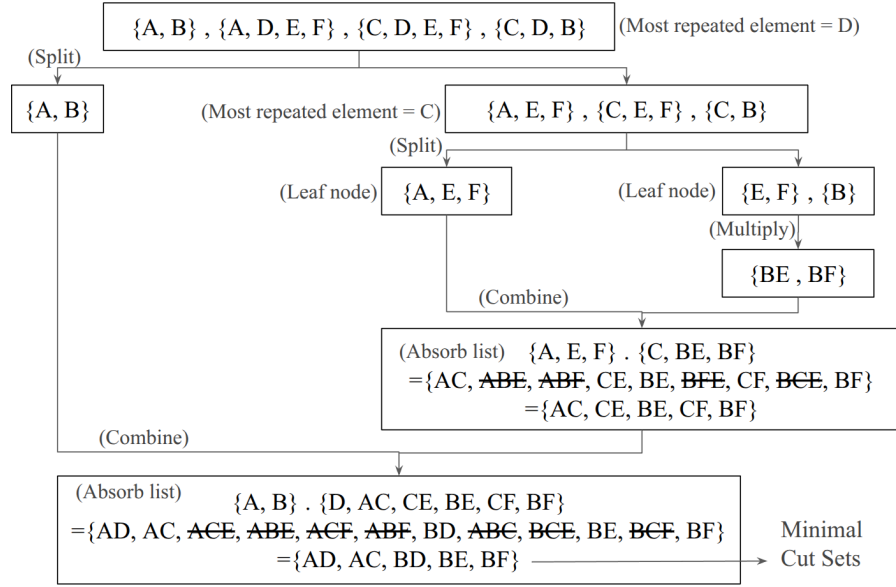 {A, B} , {A, D, E, F} , {C, D, E, F} , {C, D, B}
(Most repeated element = D)
(Split)
{A, B}
(Most repeated element = C)
{A, E, F} , {C, E, F} , {C, B}
(Split)
(Leaf node)
{A, E, F}
(Leaf node)
{E, F} , {B}
(Multiply)
{BE , BF}
(Combine)
(Absorb list) {A, E, F} . {C, BE, BF}
={AC, ABE, ABF, CE, BE, BFE, CF, BCE, BF}
={AC, CE, BE, CF, BF}
(Combine)
(Absorb list)
{A, B} . {D, AC, CE, BE, CF, BF}
={AD, AC, ACE, ABE, ACF, ABF, BD, ABC, BCE, BE, BCF, BF}
={AD, AC, BD, BE, BF}
Minimal
Cut Sets